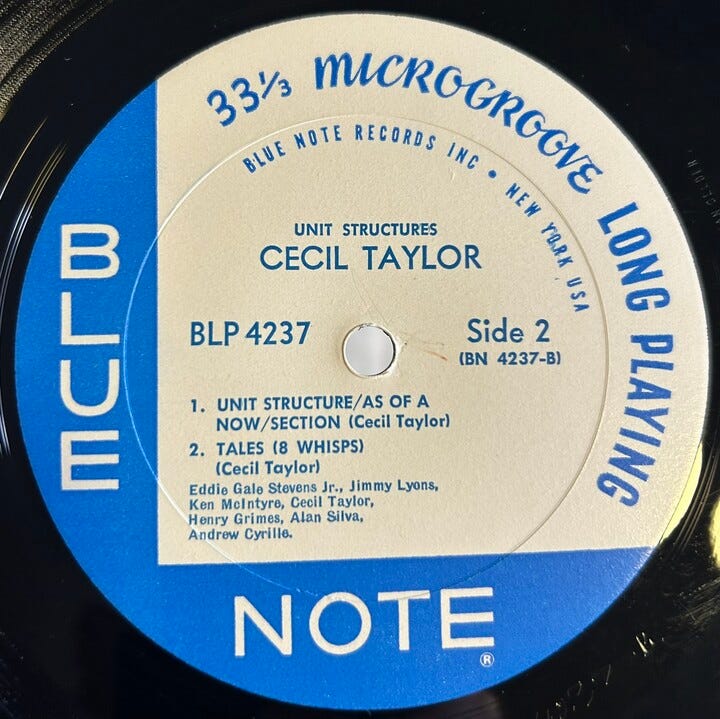 33⅓ MICROGROOVE LONG PLAYING
BLUE NOTE RECORDS INC • NEW YORK USA
UNIT STRUCTURES
CECIL TAYLOR
BLP 4237
Side 2
(BN 4237-B)
1. UNIT STRUCTURE/AS OF A
NOW/SECTION (Cecil Taylor)
2. TALES (8 WHISPS)
(Cecil Taylor)
Eddie Gale Stevens Jr., Jimmy Lyons,
Ken McIntyre, Cecil Taylor,
Henry Grimes, Alan Silva,
Andrew Cyrille.
BLUE
NOTE
®